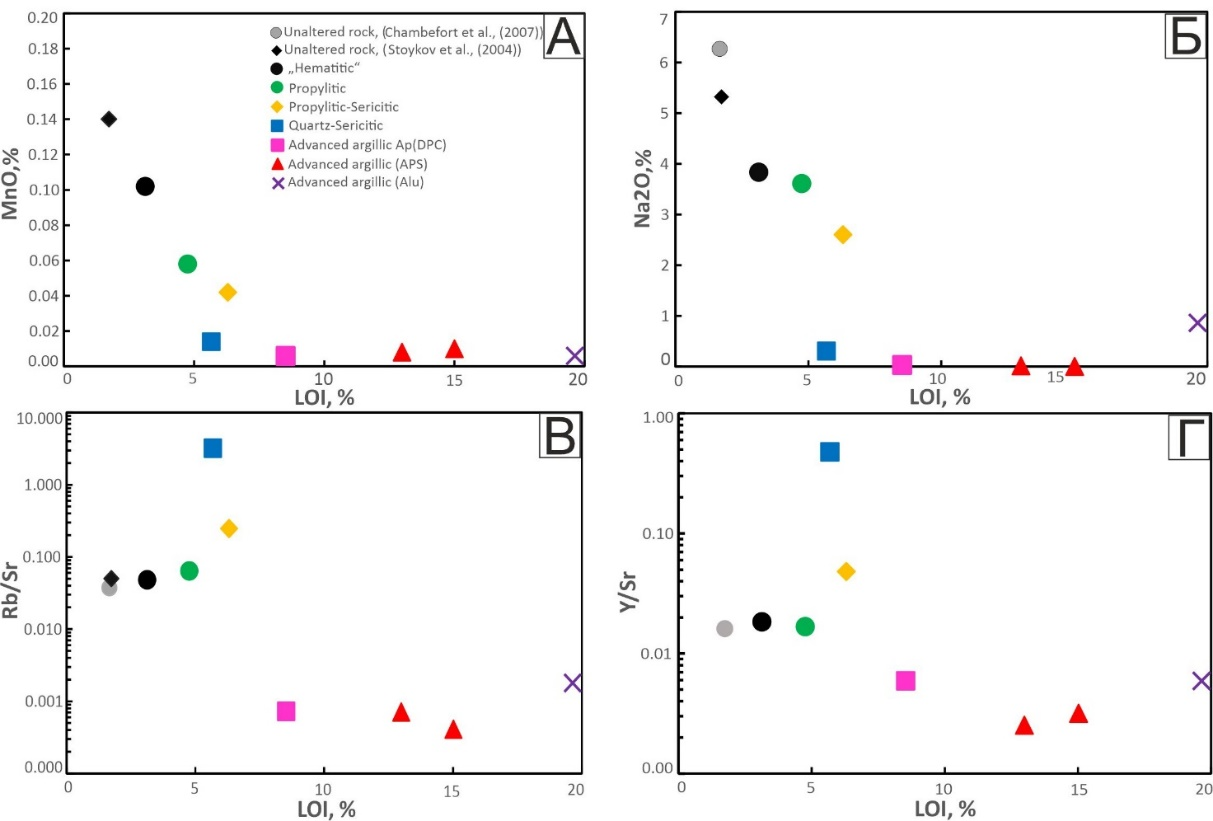 А
MnO,%
0.20
0.18
0.16
0.14
0.12
0.10
0.08
0.06
0.04
0.02
0.00
0 5 10 15 20
LOI, %
Unaltered rock, (Chambefort et al., (2007))
Unaltered rock, (Stoykov et al., (2004))
„Hematitic“
Propylitic
Propylitic-Sericitic
Quartz-Sericitic
Advanced argillic Ap(DPC)
Advanced argillic (APS)
Advanced argillic (Alu)
Б
Na2O,%
7
6
5
4
3
2
1
0
0 5 10 15 20
LOI, %
В
Rb/Sr
10.000
1.000
0.100
0.010
0.001
0.000
0 5 10 15 20
LOI, %
Г
Y/Sr
1.00
0.10
0.01
0.00
0 5 10 15 20
LOI, %